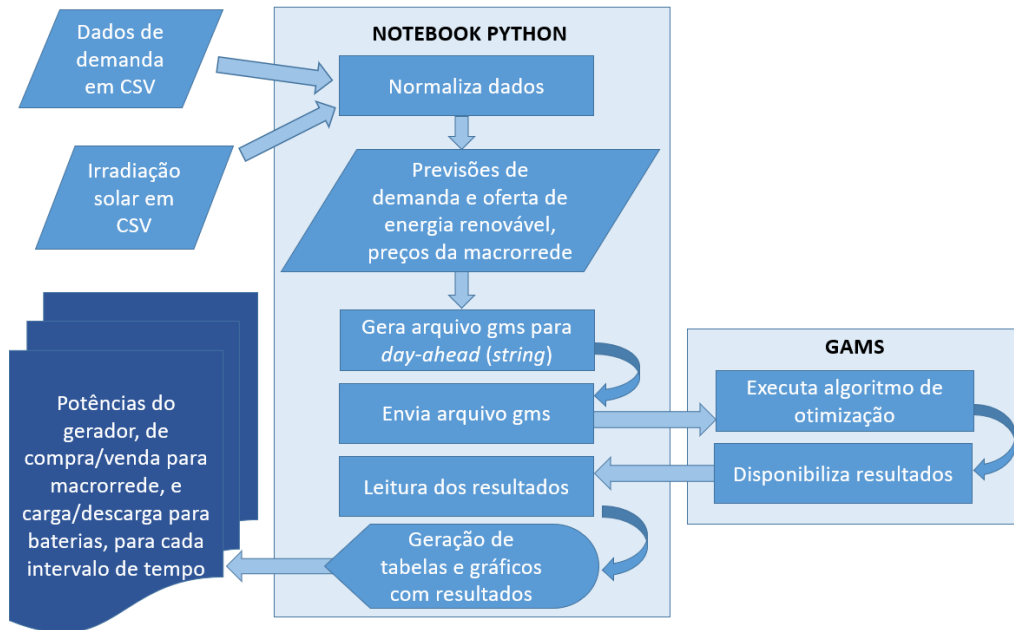 Dados de
demanda
em CSV
Irradiação
solar em
CSV
NOTEBOOK PYTHON
Normaliza dados
Previsões de
demanda e oferta de
energia renovável,
preços da macrorrede
Gera arquivo gms para
day-ahead (string)
Envia arquivo gms
GAMS
Executa algoritmo de
otimização
Disponibiliza resultados
Leitura dos resultados
Geração de
tabelas e gráficos
com resultados
Potências do
gerador, de
compra/venda para
macrorrede, e
carga/descarga para
baterias, para cada
intervalo de tempo